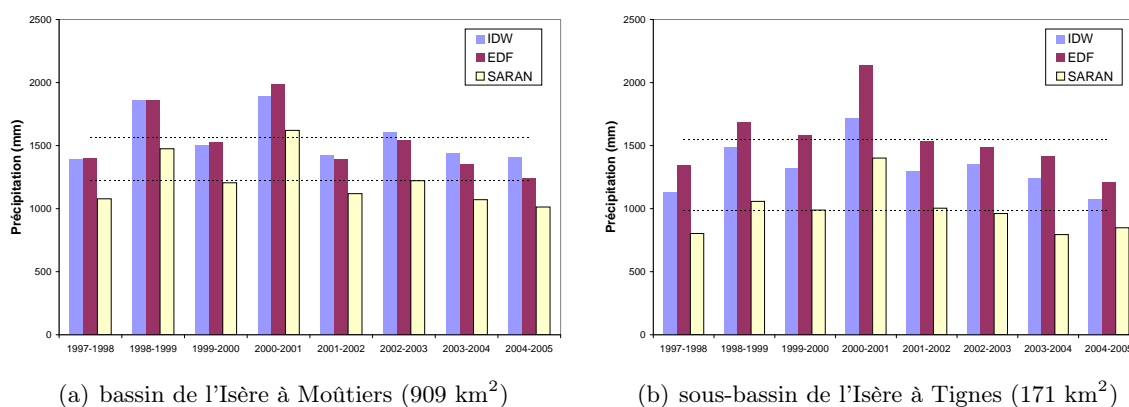 2500
2000
1500
1000
500
0
Précipitation (mm)
IDW
EDF
SARAN
1997-1998 1998-1999 1999-2000 2000-2001 2001-2002 2002-2003 2003-2004 2004-2005
(a) bassin de l'Isère à Moûtiers (909 km²)
2500
2000
1500
1000
500
0
Précipitation (mm)
IDW
EDF
SARAN
1997-1998 1998-1999 1999-2000 2000-2001 2001-2002 2002-2003 2003-2004 2004-2005
(b) sous-bassin de l'Isère à Tignes (171 km²)